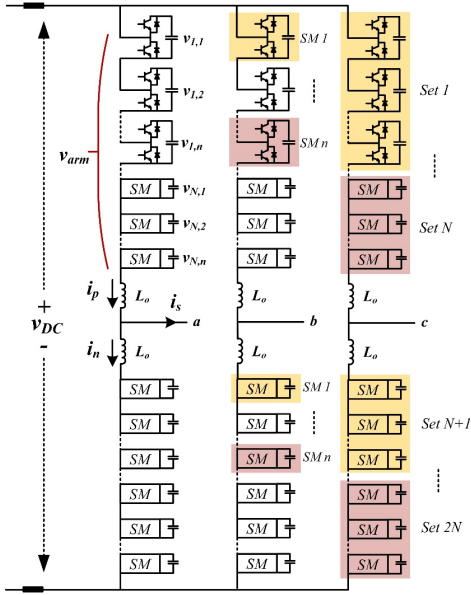 v1,1 SM 1
v1,2 Set 1
v1,n SM n
varm
SM SM SM vN,1
SM SM SM vN,2 Set N
SM SM SM vN,n
ip Lo Lo Lo
is
+ a b c
vDC
-
in Lo Lo Lo
SM SM SM SM 1
SM SM SM Set N+1
SM SM SM SM n
SM SM SM
SM SM SM Set 2N
SM SM SM